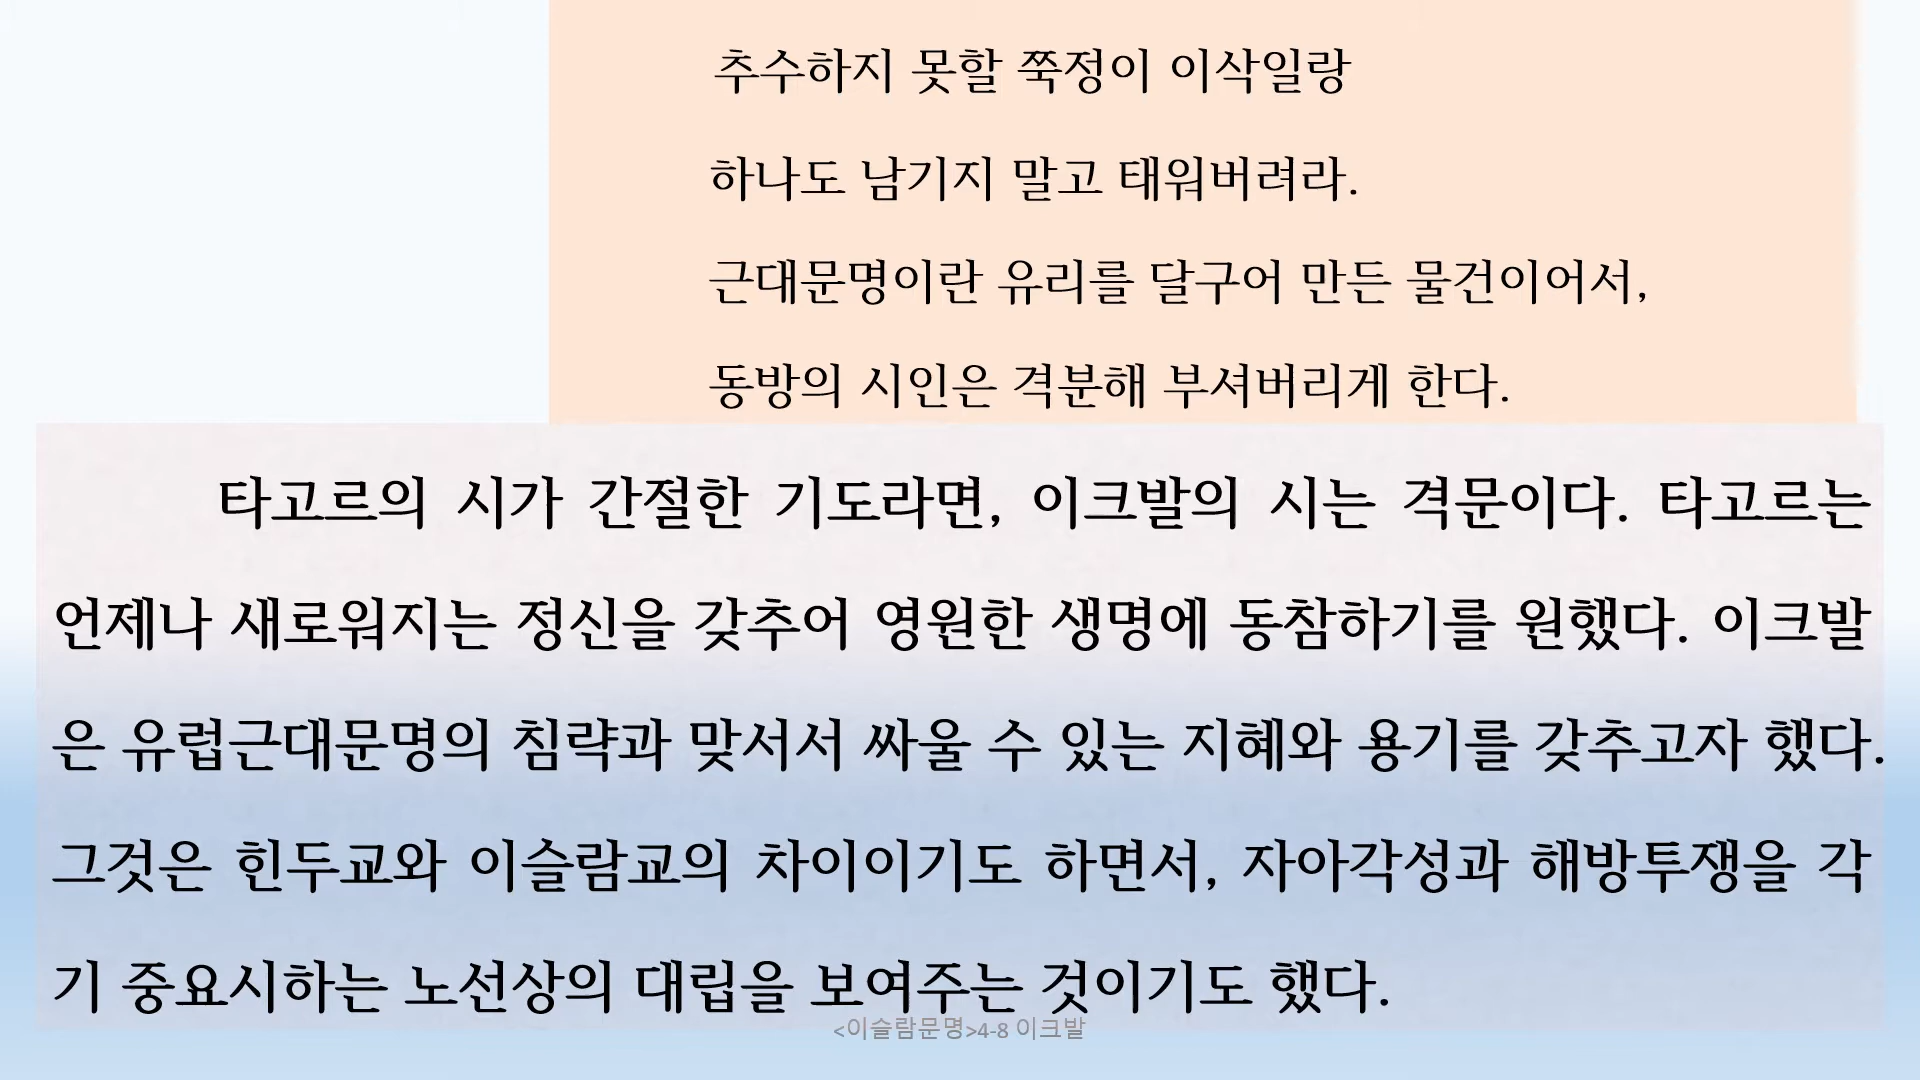 추수하지 못할 쭉정이 이삭일랑
하나도 남기지 말고 태워버려라.
근대문명이란 유리를 달구어 만든 물건이어서,
동방의 시인은 격분해 부셔버리게 한다.
타고르의 시가 간절한 기도라면, 이크발의 시는 격문이다. 타고르는
언제나 새로워지는 정신을 갖추어 영원한 생명에 동참하기를 원했다. 이크발
은 유럽근대문명의 침략과 맞서서 싸울 수 있는 지혜와 용기를 갖추고자 했다.
그것은 힌두교와 이슬람교의 차이이기도 하면서, 자아각성과 해방투쟁을 각
기 중요시하는 노선상의 대립을 보여주는 것이기도 했다.
<이슬람문명>4-8 이크발